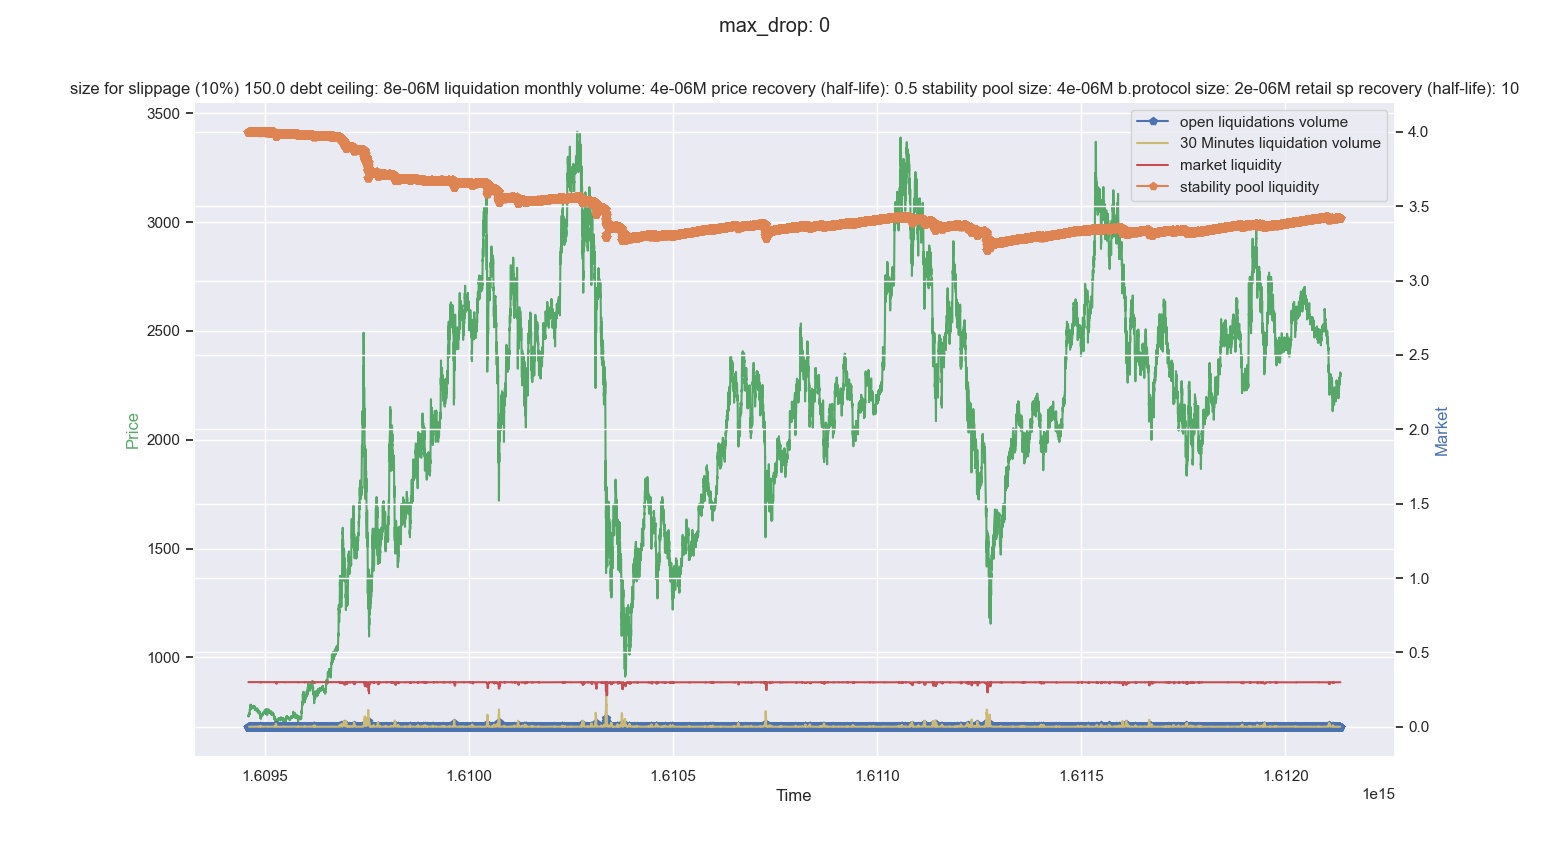 max_drop: 0
size for slippage (10%) 150.0 debt ceiling: 8e-06M liquidation monthly volume: 4e-06M price recovery (half-life): 0.5 stability pool size: 4e-06M b.protocol size: 2e-06M retail sp recovery (half-life): 10
open liquidations volume
30 Minutes liquidation volume
market liquidity
stability pool liquidity
3500
3000
2500
2000
1500
1000
Price
4.0
3.5
3.0
2.5
2.0
1.5
1.0
0.5
0.0
Market
1.6095 1.6100 1.6105 1.6110 1.6115 1.6120
1e15
Time